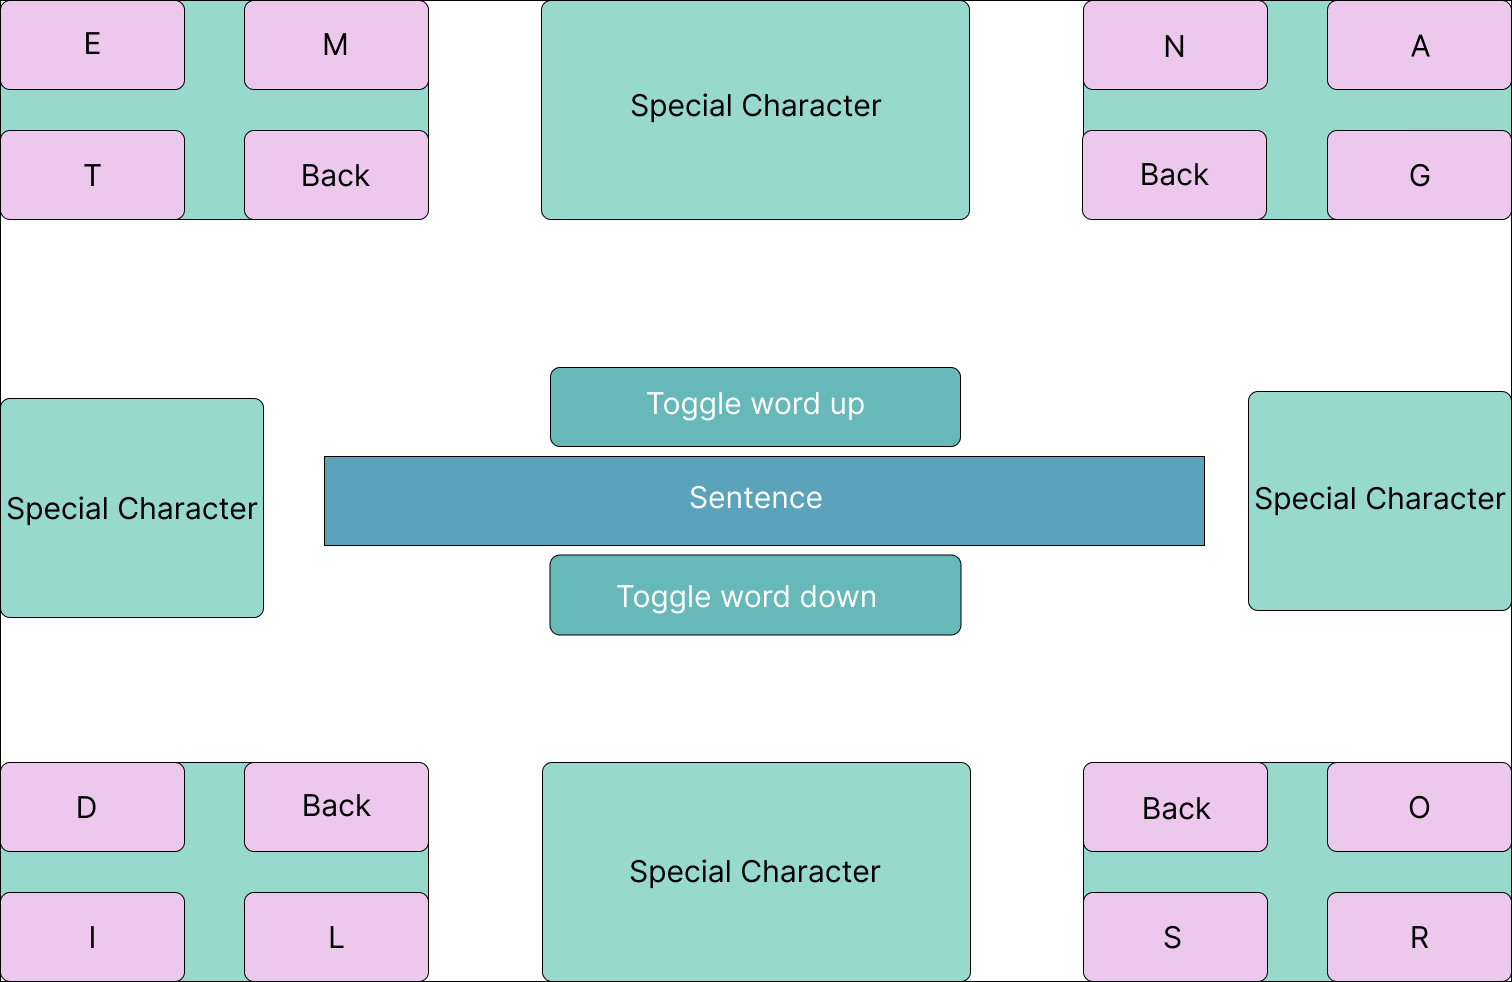 E
M
T
Back
Special Character
N
A
Back
G
Special Character
Toggle word up
Sentence
Toggle word down
Special Character
D
Back
I
L
Special Character
Back
O
S
R